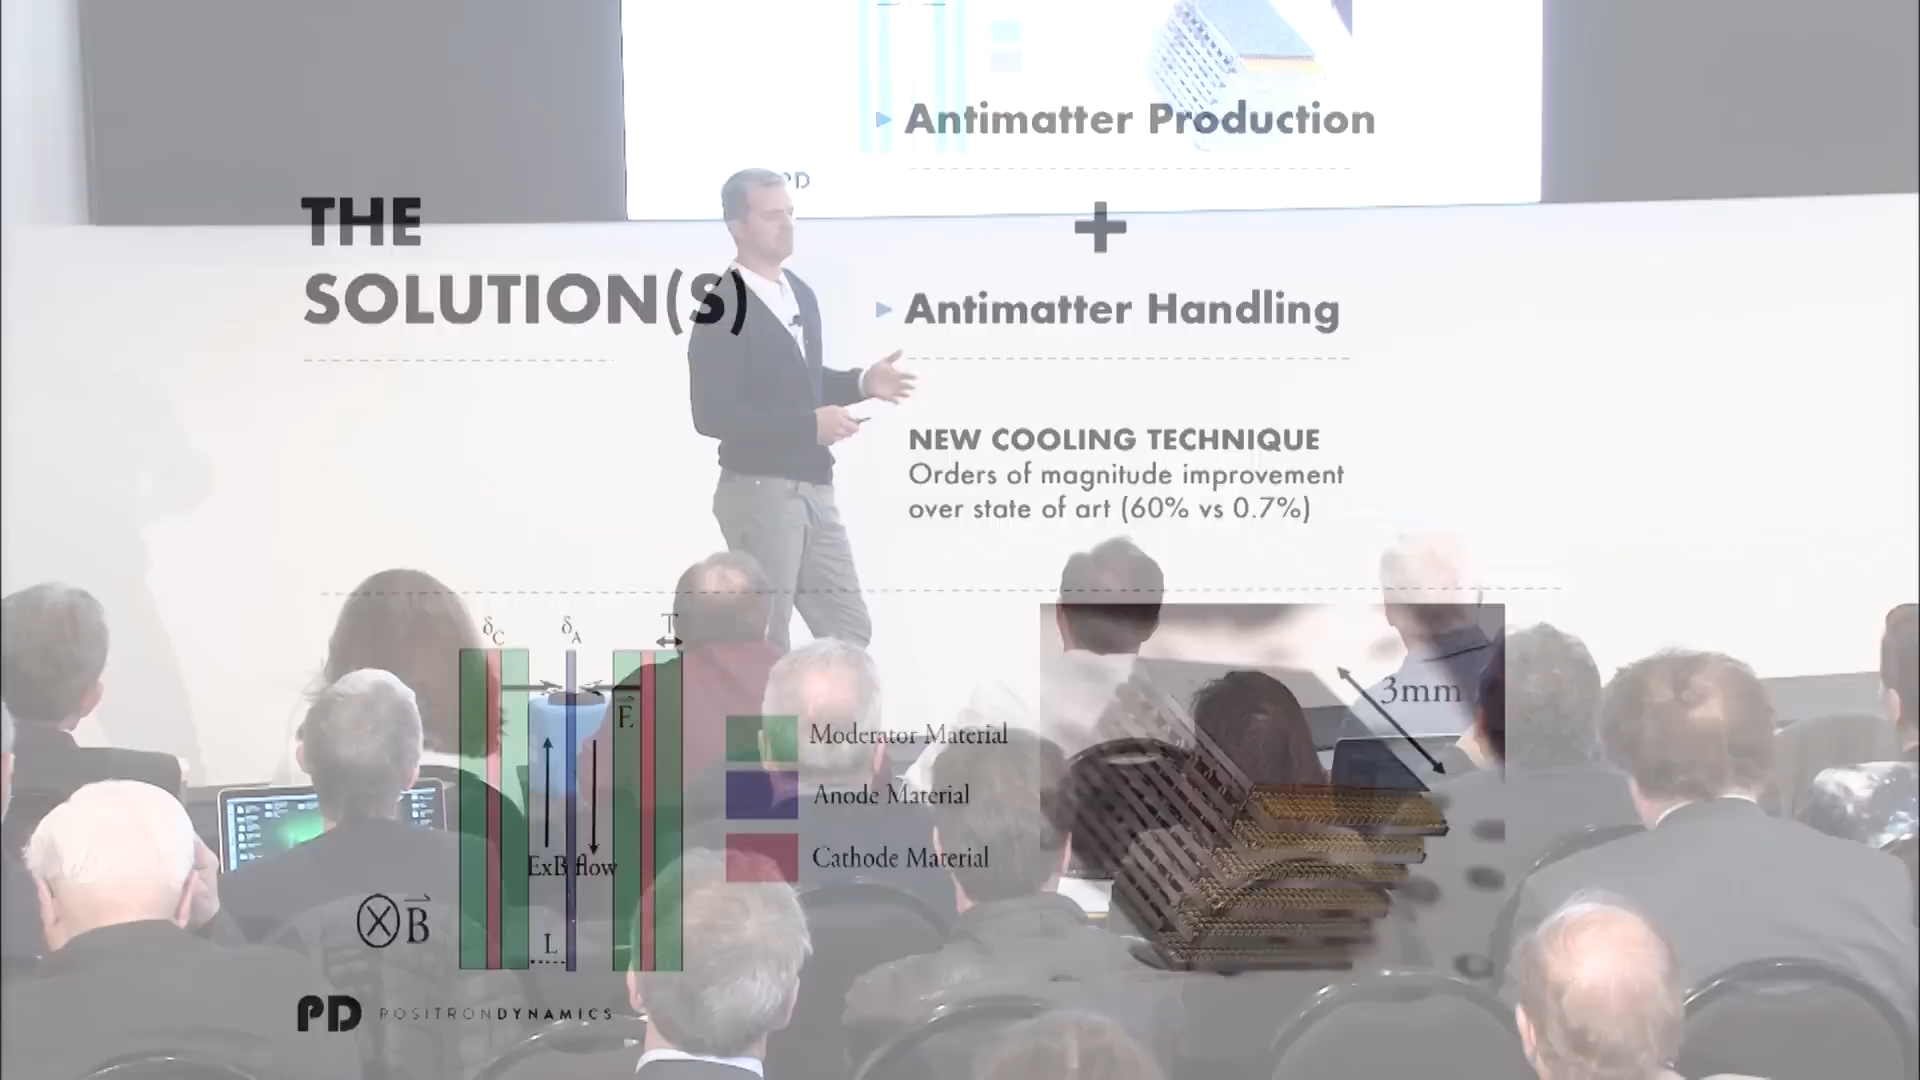 Antimatter Production
+
THE
SOLUTION(S)
Antimatter Handling
NEW COOLING TECHNIQUE
Orders of magnitude improvement
over state of art (60% vs 0.7%)
δC δA T
3mm
E
Moderator Material
Anode Material
ExB flow
Cathode Material
B
L
PD POSITRONDYNAMICS
PD